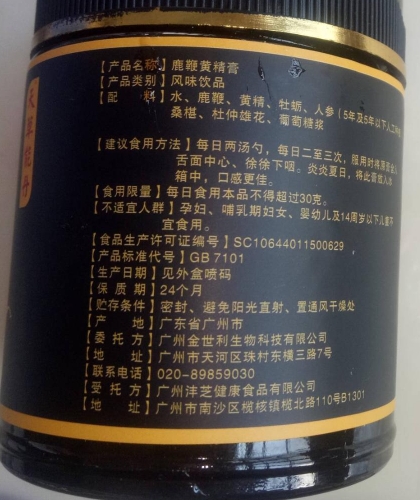 【产品名称】鹿鞭黄精膏
【产品类别】风味饮品
【配 料】水、鹿鞭、黄精、牡蛎、人参(5年及5年以下人工种植)
桑椹、杜仲雄花、葡萄糖浆
【建议食用方法】每日两汤勺,每日二至三次,服用时将膏
舌面中心、徐徐下咽。炎炎夏日,将此膏放入冰
箱中,口感更佳。
【食用限量】每日食用本品不得超过30克。
【不适宜人群】孕妇、哺乳期妇女、婴幼儿及14周岁以下儿童不
宜食用。
【食品生产许可证编号】SC10644011500629
【产品标准代号】GB 7101
【生产日期】见外盒喷码
【保 质 期】24个月
【贮存条件】密封、避免阳光直射、置通风干燥处
【产 地】广东省广州市
【委 托 方】广州金世利生物科技有限公司
【地 址】广州市天河区珠村东横三路7号
【联系电话】020-89859030
【受 托 方】广州沣芝健康食品有限公司
【地 址】广州市南沙区榄核镇榄北路110号B1301